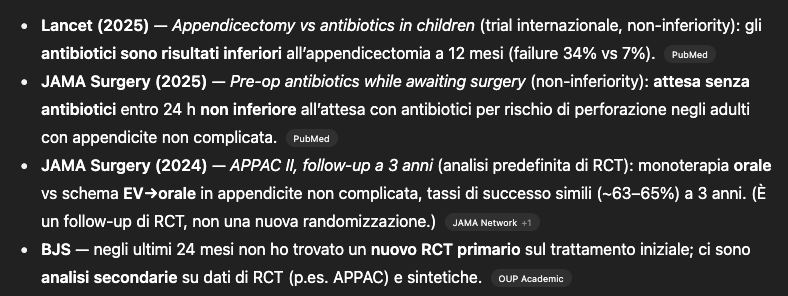 • Lancet (2025) — Appendicectomy vs antibiotics in children (trial internazionale, non-inferiority): gli
antibiotici sono risultati inferiori all’appendicectomia a 12 mesi (failure 34% vs 7%). PubMed
• JAMA Surgery (2025) — Pre-op antibiotics while awaiting surgery (non-inferiority): attesa senza
antibiotici entro 24 h non inferiore all’attesa con antibiotici per rischio di perforazione negli adulti
con appendicite non complicata. PubMed
• JAMA Surgery (2024) — APPAC II, follow-up a 3 anni (analisi predefinita di RCT): monoterapia orale
vs schema EV→orale in appendicite non complicata, tassi di successo simili (~63–65%) a 3 anni. (È
un follow-up di RCT, non una nuova randomizzazione.) JAMA Network +1
• BJS — negli ultimi 24 mesi non ho trovato un nuovo RCT primario sul trattamento iniziale; ci sono
analisi secondarie su dati di RCT (p.es. APPAC) e sintetiche. OUP Academic